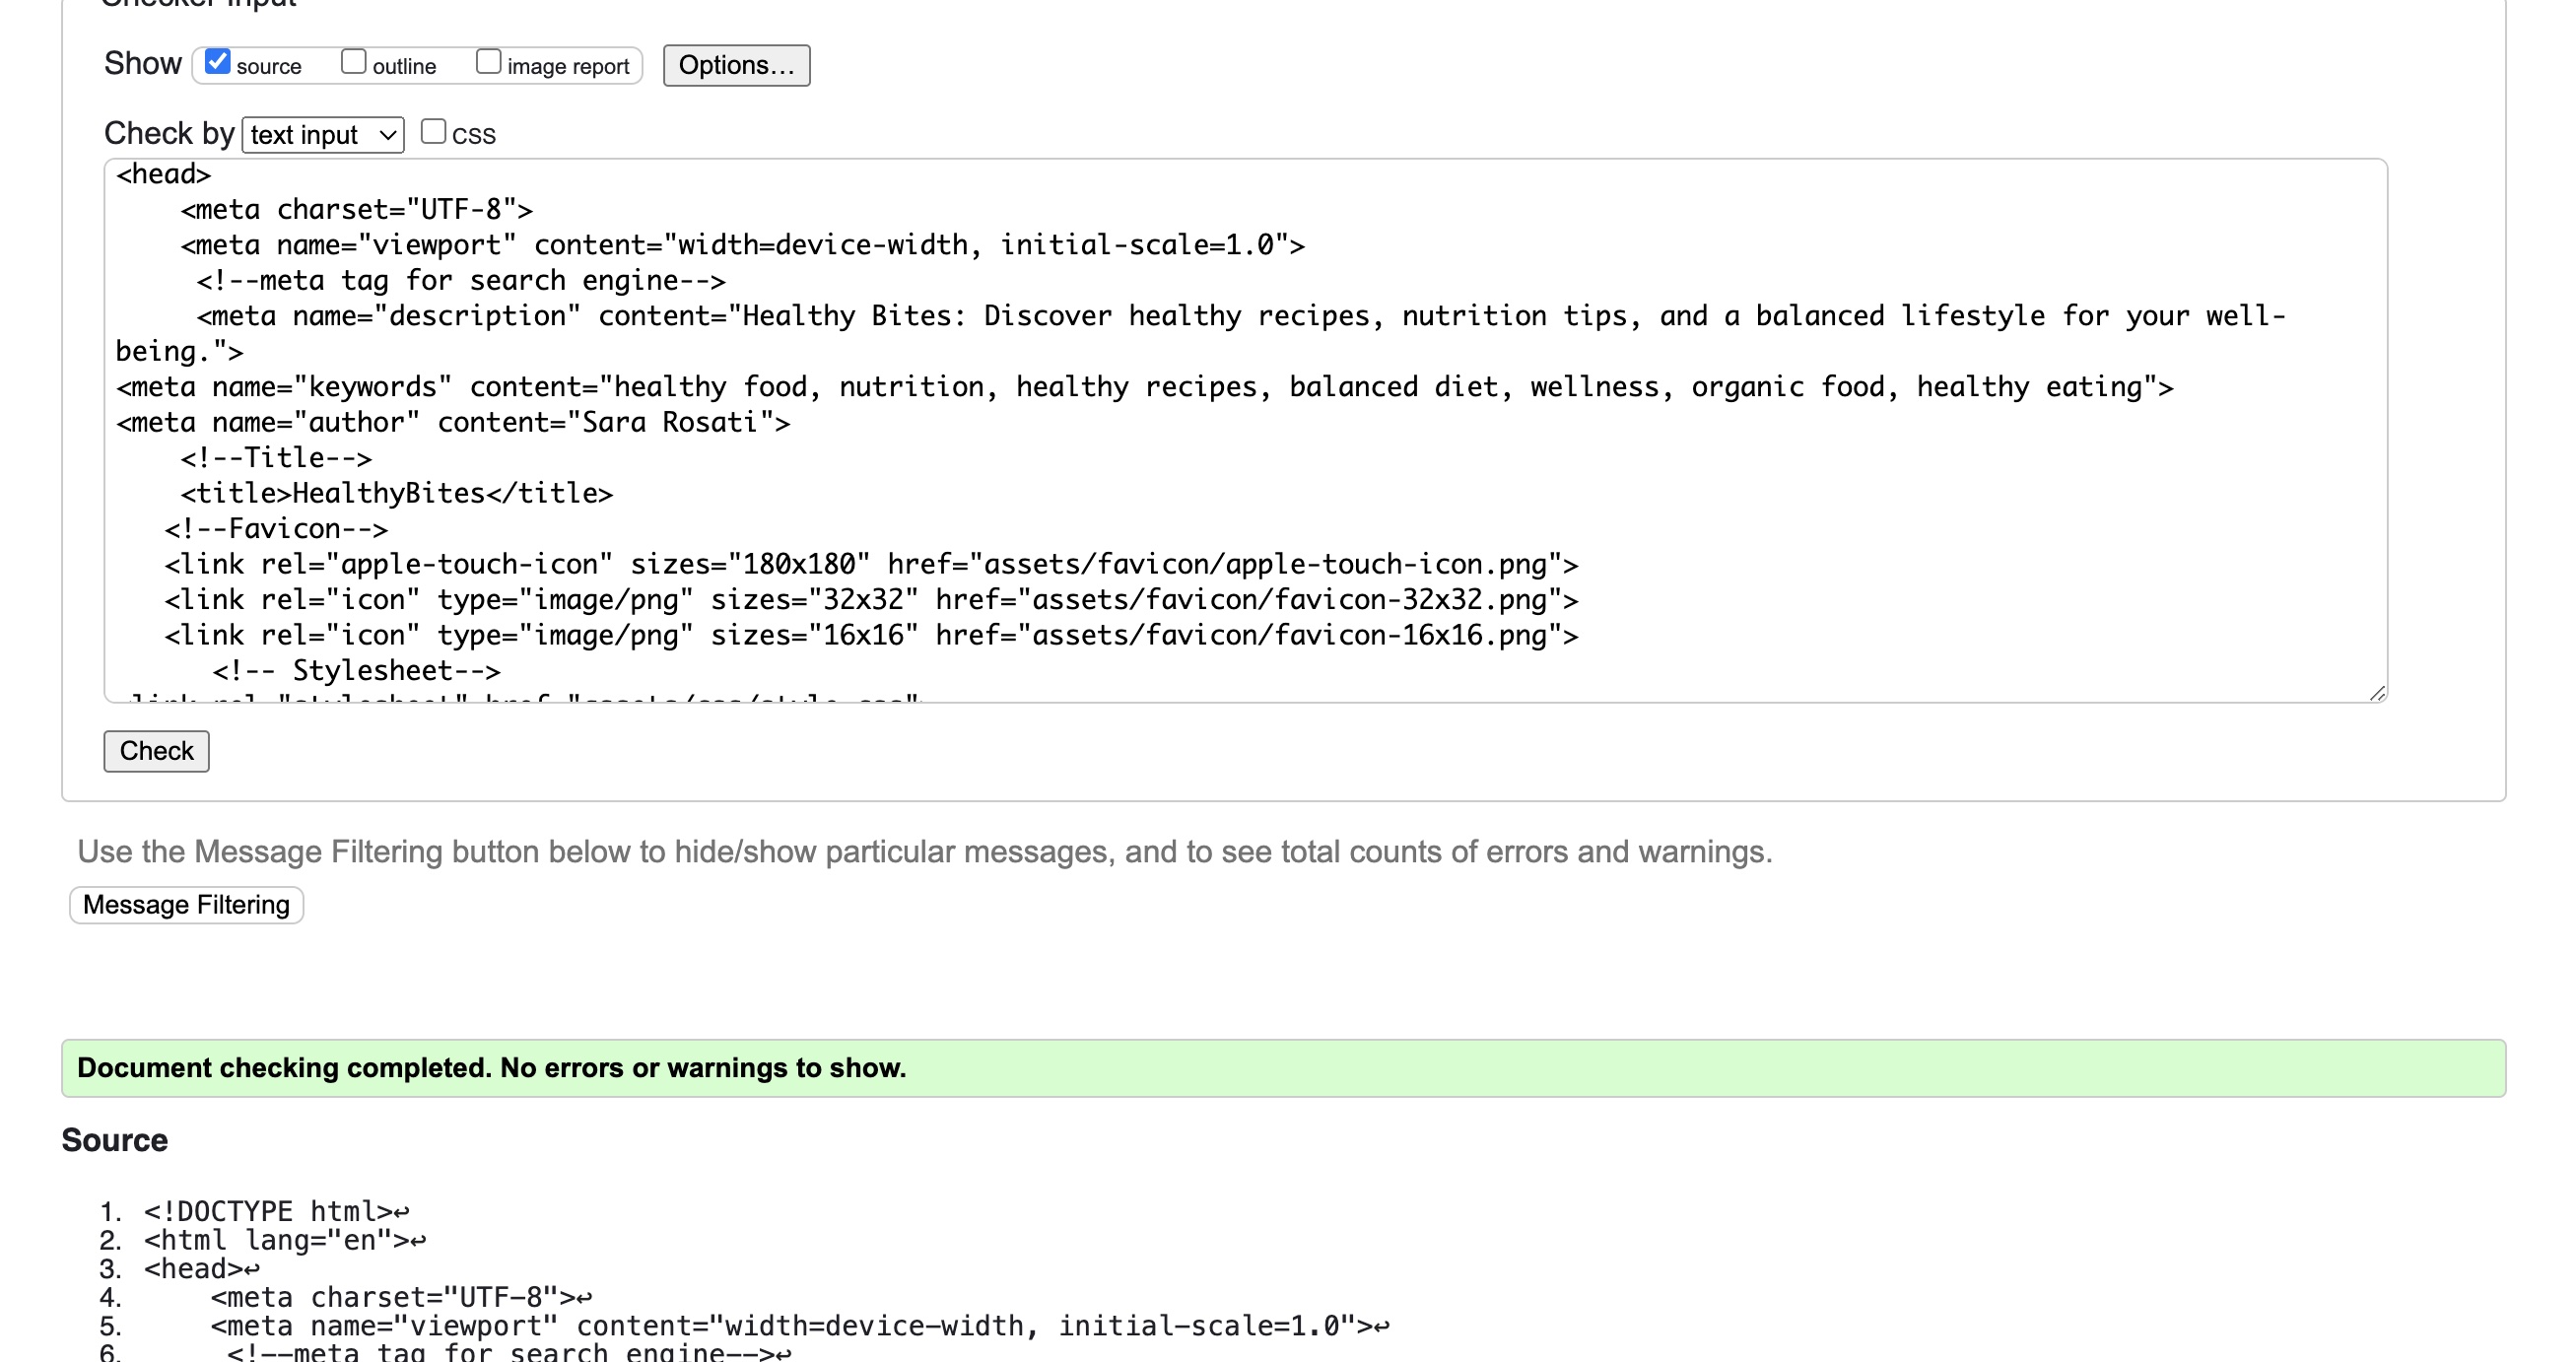 Checker Input
Show source outline image report Options...
Check by text input CSS
<head>
    <meta charset="UTF-8">
    <meta name="viewport" content="width=device-width, initial-scale=1.0">
     <!--meta tag for search engine-->
     <meta name="description" content="Healthy Bites: Discover healthy recipes, nutrition tips, and a balanced lifestyle for your well-
being.">
<meta name="keywords" content="healthy food, nutrition, healthy recipes, balanced diet, wellness, organic food, healthy eating">
<meta name="author" content="Sara Rosati">
    <!--Title-->
    <title>HealthyBites</title>
   <!--Favicon-->
   <link rel="apple-touch-icon" sizes="180x180" href="assets/favicon/apple-touch-icon.png">
   <link rel="icon" type="image/png" sizes="32x32" href="assets/favicon/favicon-32x32.png">
   <link rel="icon" type="image/png" sizes="16x16" href="assets/favicon/favicon-16x16.png">
      <!-- Stylesheet-->
<link rel="stylesheet" href="assets/css/style.css">
Check
Use the Message Filtering button below to hide/show particular messages, and to see total counts of errors and warnings.
Message Filtering
Document checking completed. No errors or warnings to show.
Source
1. <!DOCTYPE html>↩
2. <html lang="en">↩
3. <head>↩
4.     <meta charset="UTF-8">↩
5.     <meta name="viewport" content="width=device-width, initial-scale=1.0">↩
6.      <!--meta tag for search engine-->↩